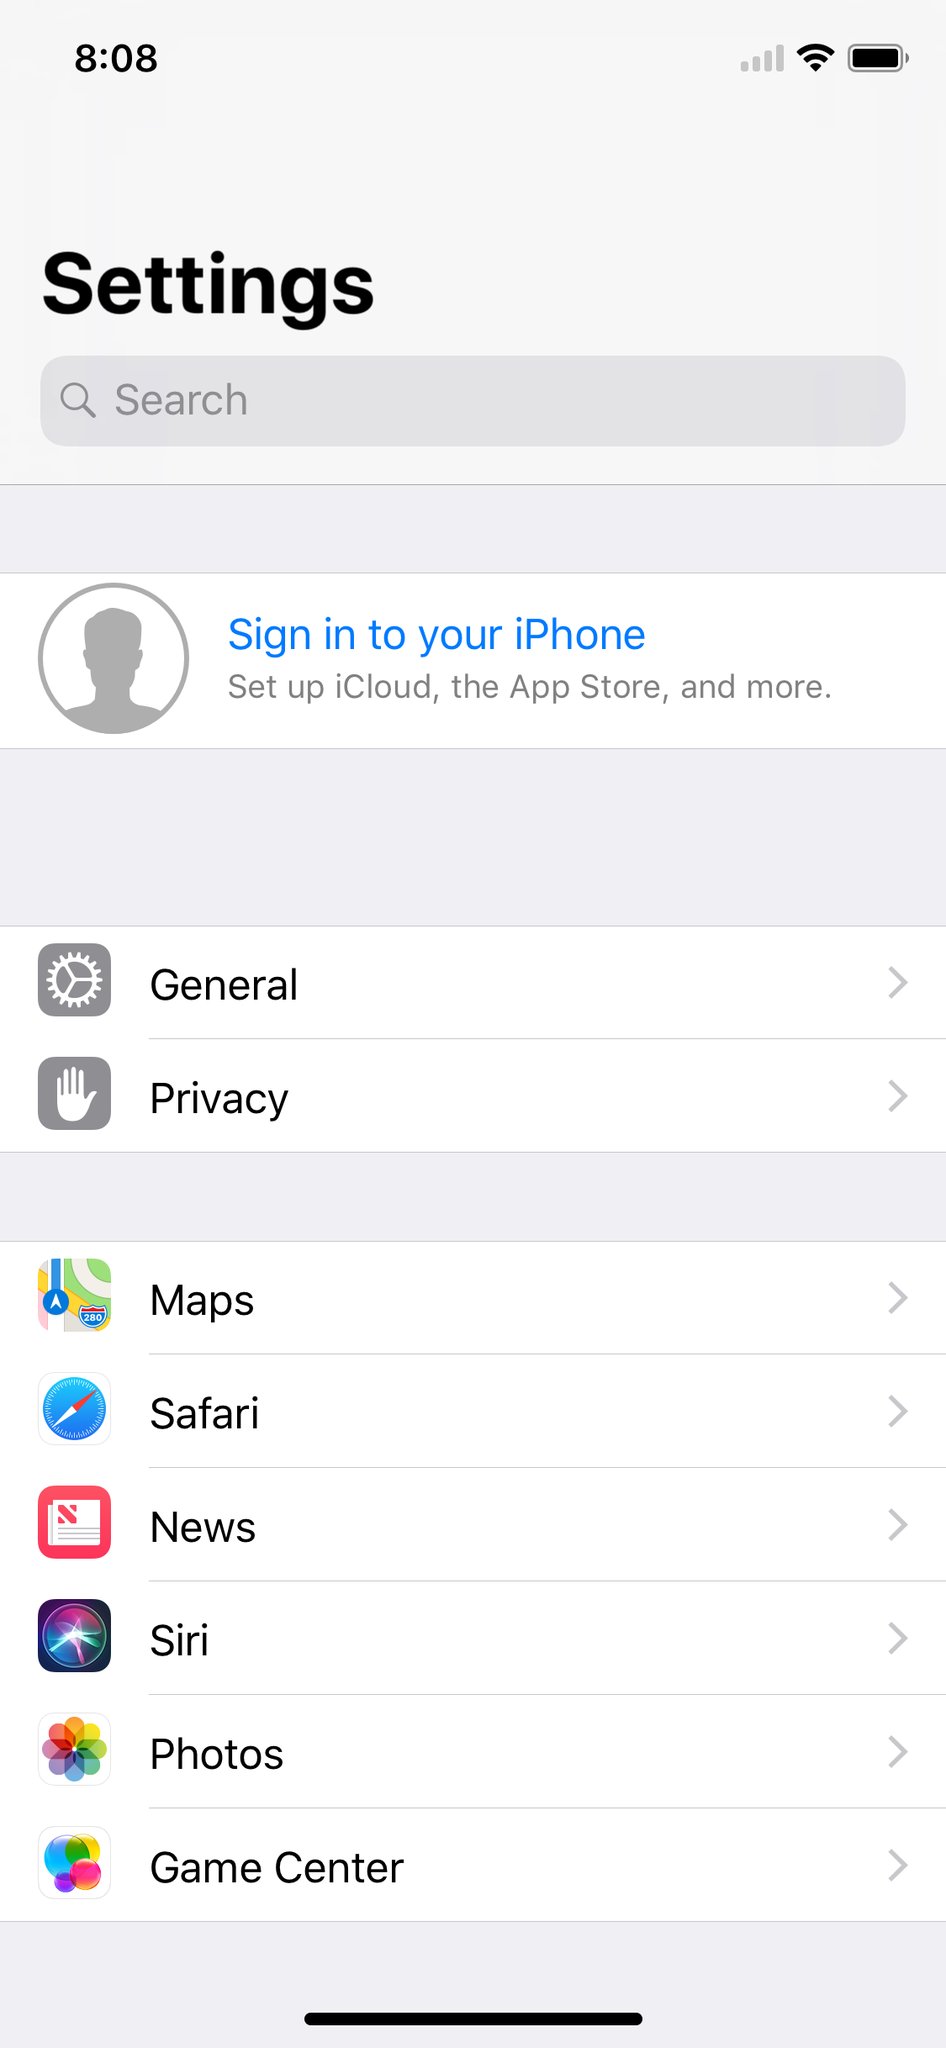 8:08
Settings
Search
Sign in to your iPhone
Set up iCloud, the App Store, and more.
General
Privacy
280
Maps
Safari
News
Siri
Photos
Game Center